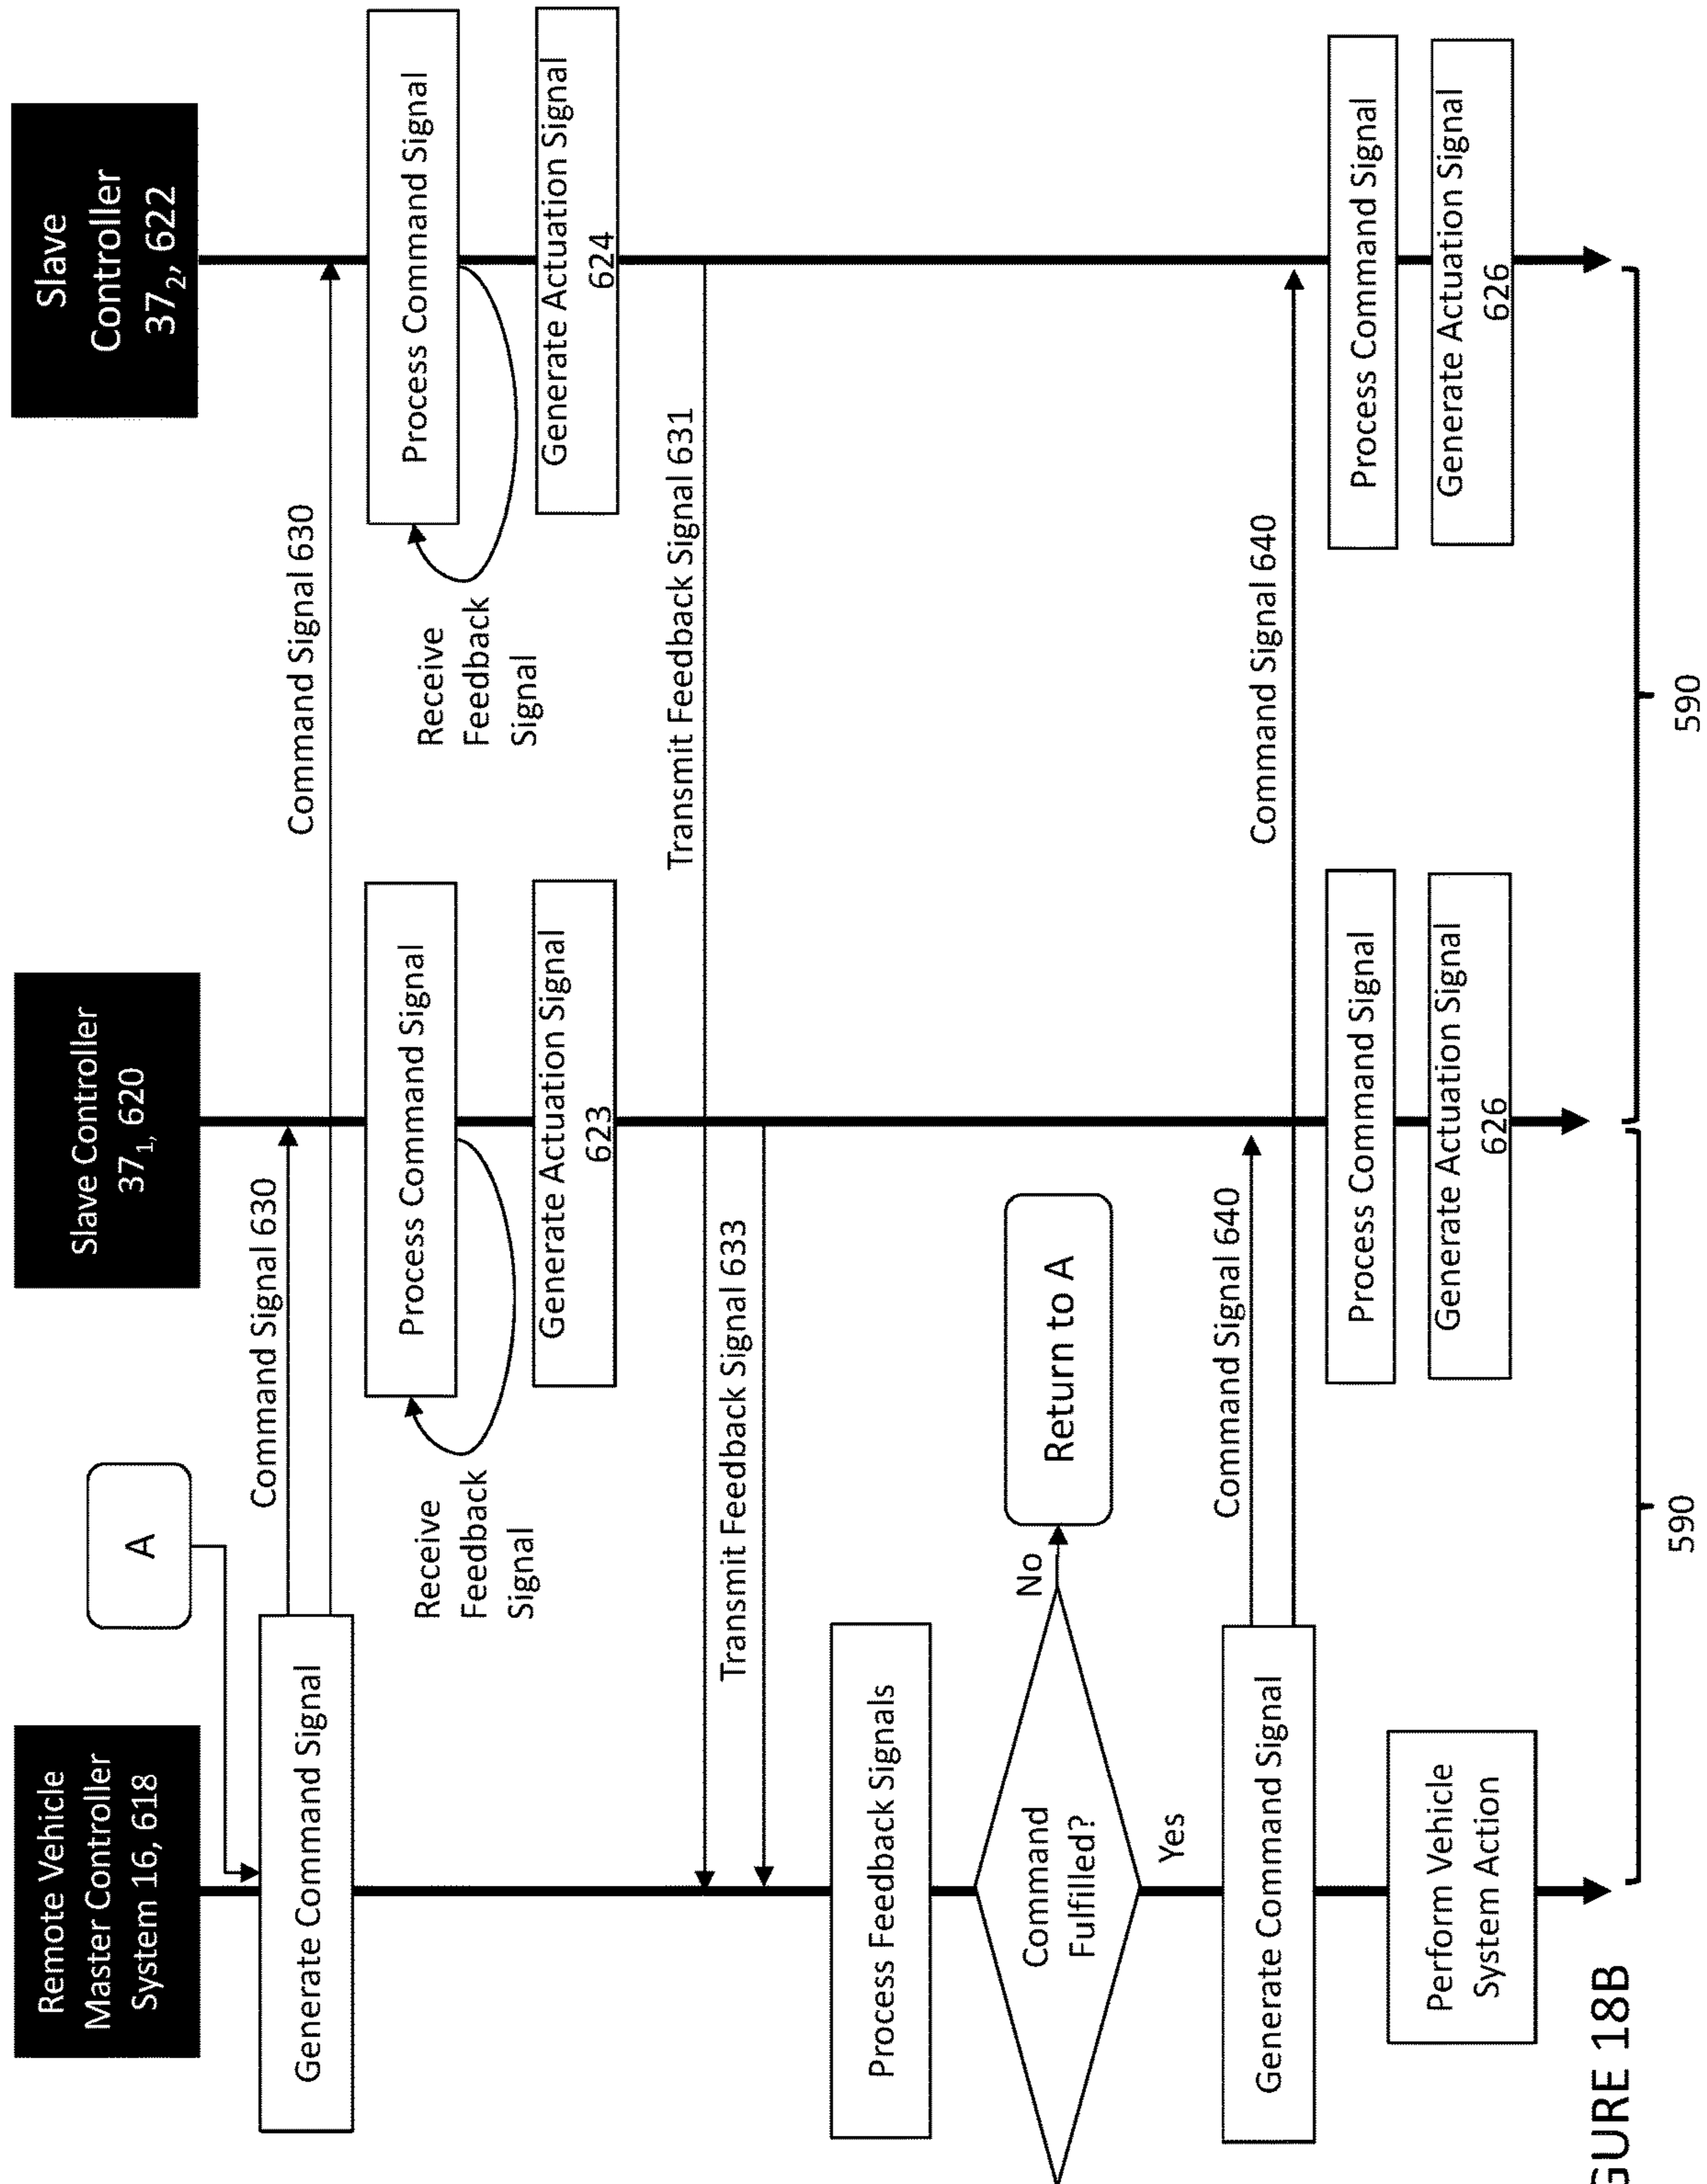 Remote Vehicle
Master Controller
System 16, 618
Slave Controller
37₁, 620
Slave
Controller
37₂, 622
A
Generate Command Signal
Command Signal 630
Command Signal 630
Process Command Signal
Process Command Signal
Receive
Feedback
Signal
Receive
Feedback
Signal
Generate Actuation Signal
623
Generate Actuation Signal
624
Transmit Feedback Signal 631
Transmit Feedback Signal 633
Process Feedback Signals
Command
Fulfilled?
No
Return to A
Yes
Generate Command Signal
Command Signal 640
Command Signal 640
Process Command Signal
Process Command Signal
Generate Actuation Signal
626
Generate Actuation Signal
626
Perform Vehicle
System Action
590
590
GURE 18B